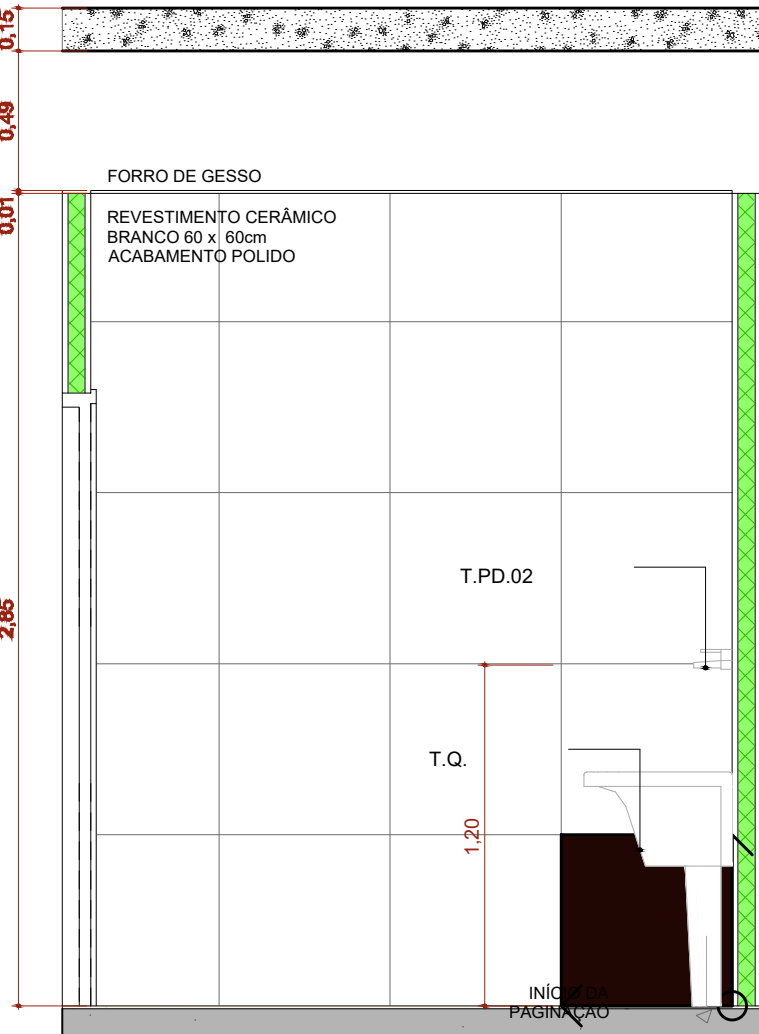 0,15
0,49
FORRO DE GESSO
0,01
REVESTIMENTO CERÂMICO
BRANCO 60 x 60cm
ACABAMENTO POLIDO
T.PD.02
2,85
T.Q.
1,20
INÍCIO DA
PAGINAÇÃO